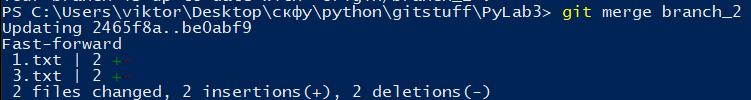 PS C:\Users\viktor\Desktop\скфу\python\gitstuff\PyLab3> git merge branch_2
Updating 2465f8a..be0abf9
Fast-forward
 1.txt | 2 +-
 3.txt | 2 +-
 2 files changed, 2 insertions(+), 2 deletions(-)